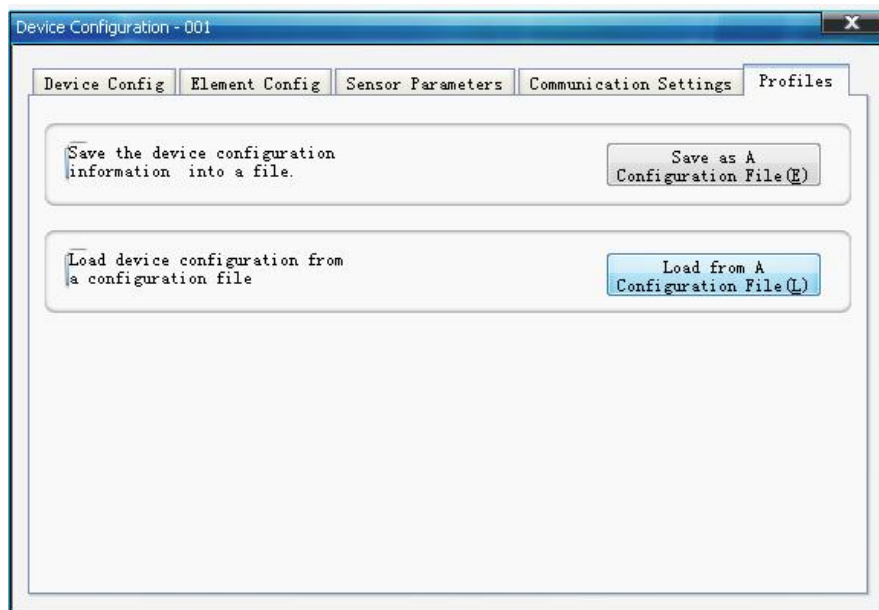 Device Configuration - 001
X
Device Config
Element Config
Sensor Parameters
Communication Settings
Profiles
Save the device configuration
information into a file.
Save as A
Configuration File(E)
Load device configuration from
a configuration file
Load from A
Configuration File(L)